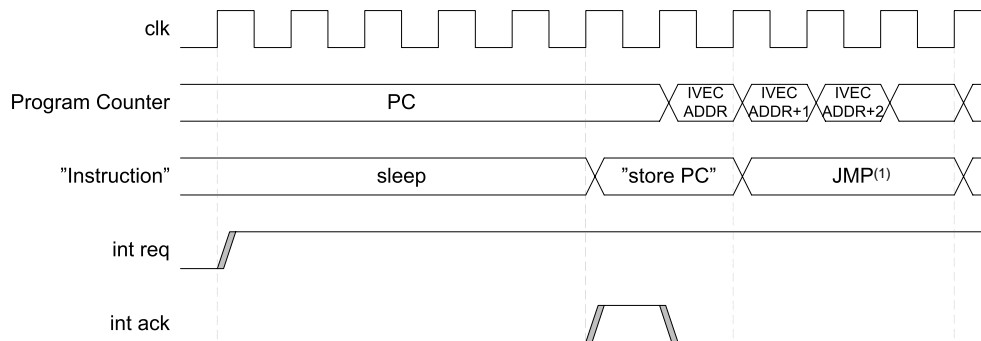 clk
Program Counter
PC
IVEC
ADDR
IVEC
ADDR+1
IVEC
ADDR+2
”Instruction”
sleep
”store PC”
JMP(1)
int req
int ack